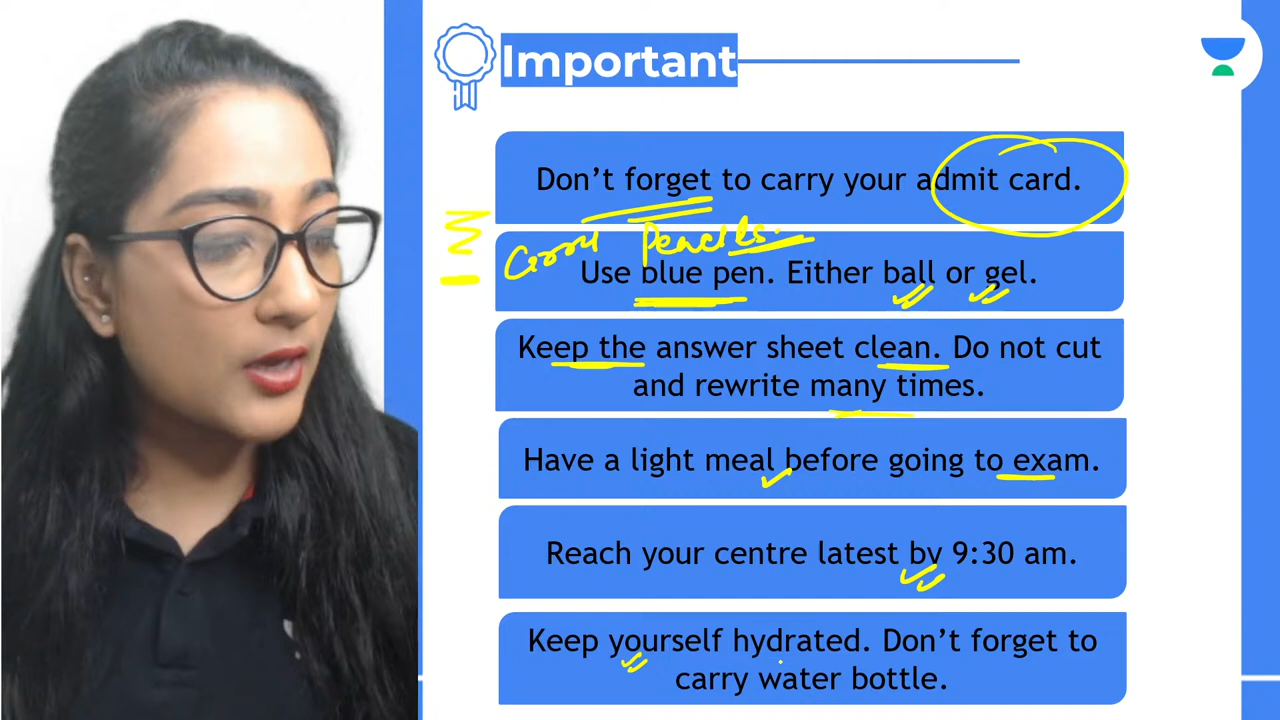 Important
Don't forget to carry your admit card.
Pencils.
Use blue pen. Either ball or gel.
Keep the answer sheet clean. Do not cut
and rewrite many times.
Have a light meal before going to exam.
Reach your centre latest by 9:30 am.
Keep yourself hydrated. Don't forget to
carry water bottle.